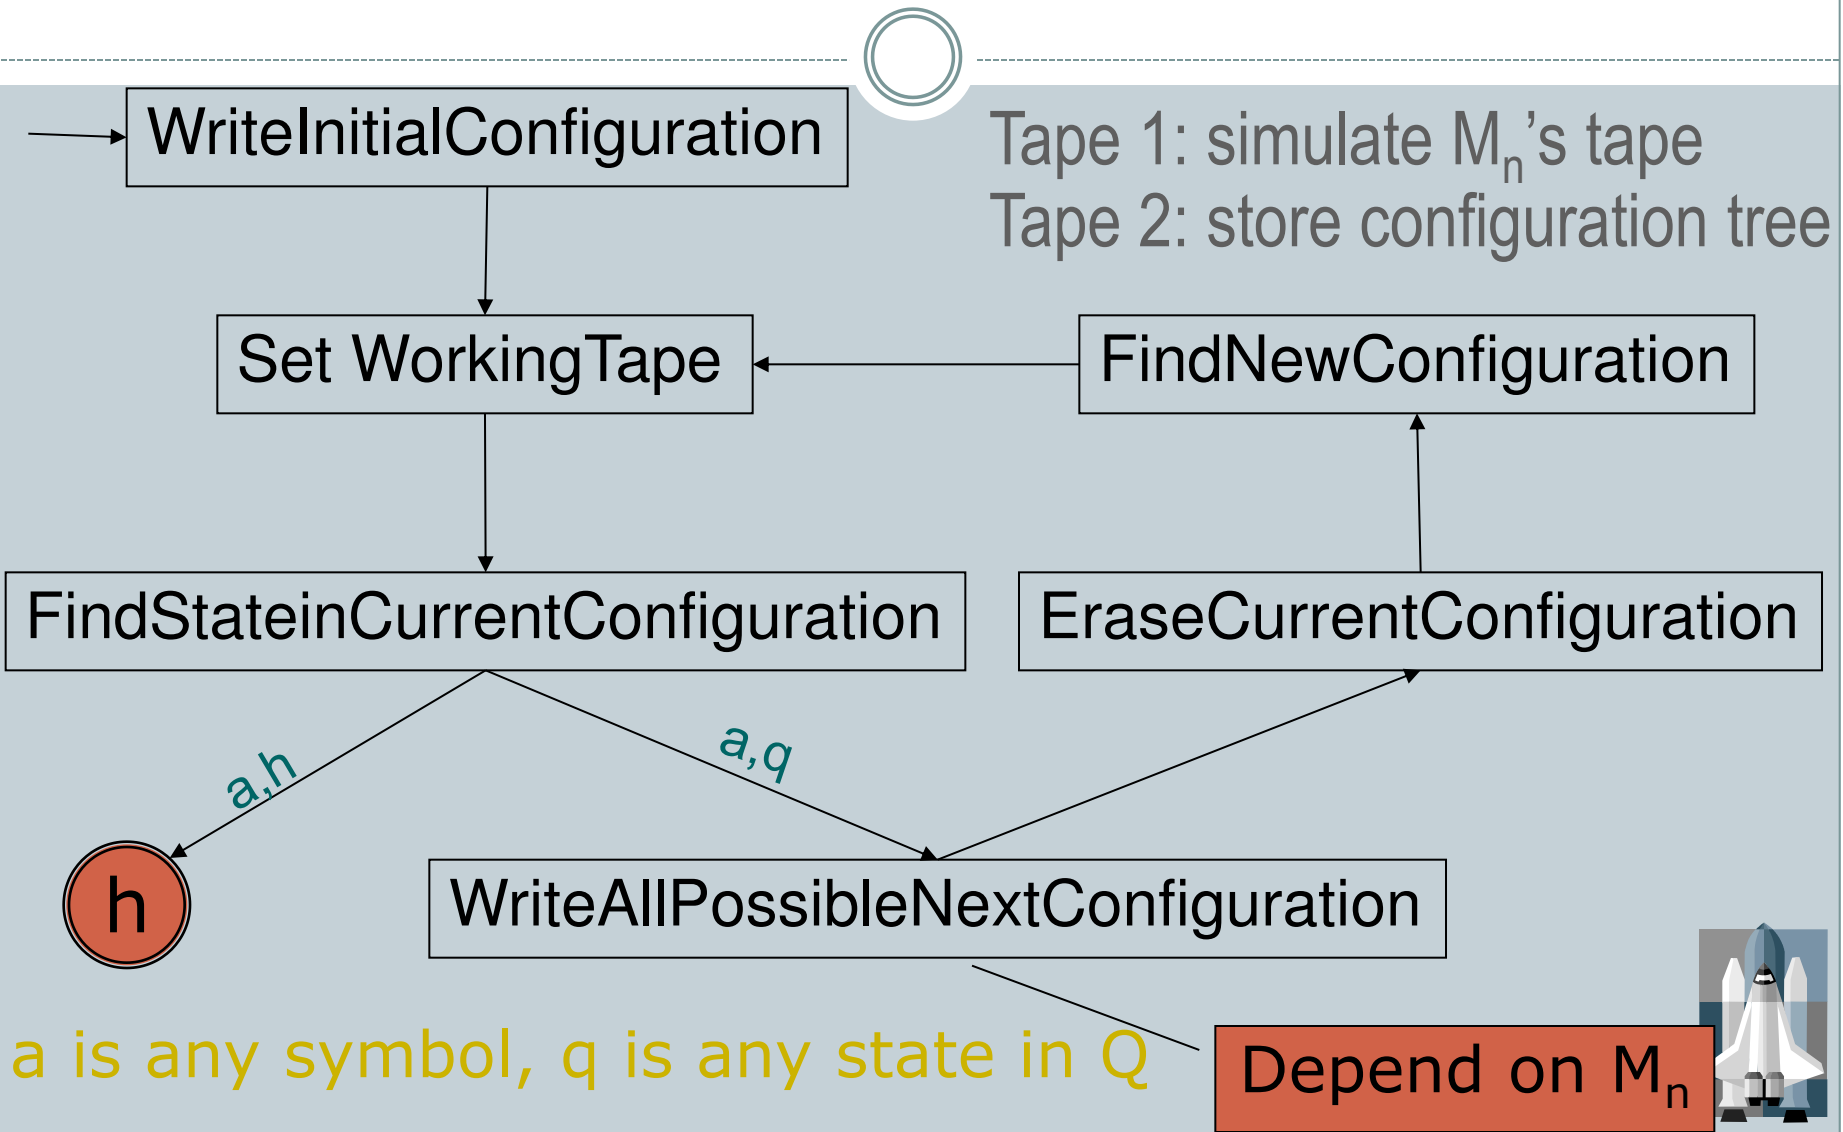 WriteInitialConfiguration
Tape 1: simulate Mn's tape
Tape 2: store configuration tree
Set WorkingTape
FindNewConfiguration
FindStateinCurrentConfiguration
EraseCurrentConfiguration
a,h
a,q
h
WriteAllPossibleNextConfiguration
a is any symbol, q is any state in Q
Depend on Mn